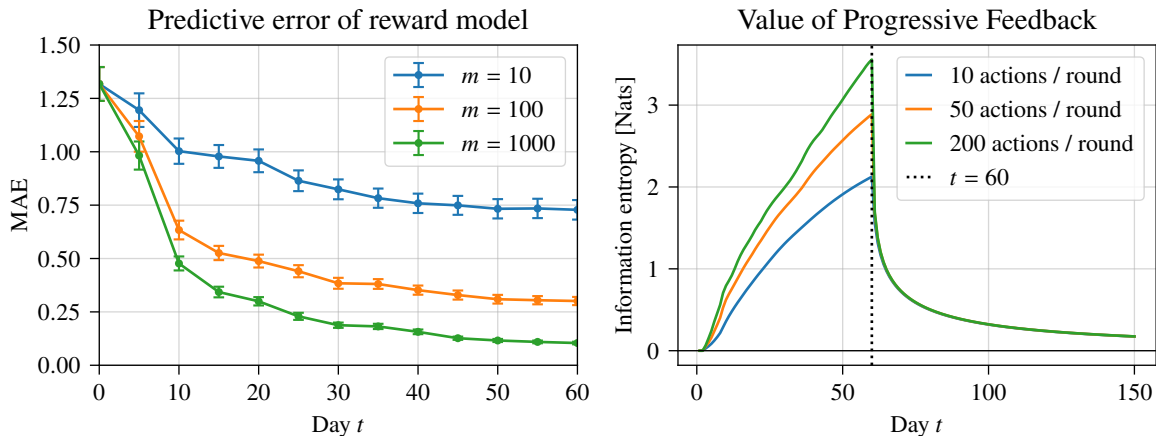 Predictive error of reward model
1.50
1.25
1.00
0.75
0.50
0.25
0.00
MAE
m = 10
m = 100
m = 1000
0 10 20 30 40 50 60
Day t
Value of Progressive Feedback
3
2
1
0
Information entropy [Nats]
10 actions / round
50 actions / round
200 actions / round
t = 60
0 50 100 150
Day t